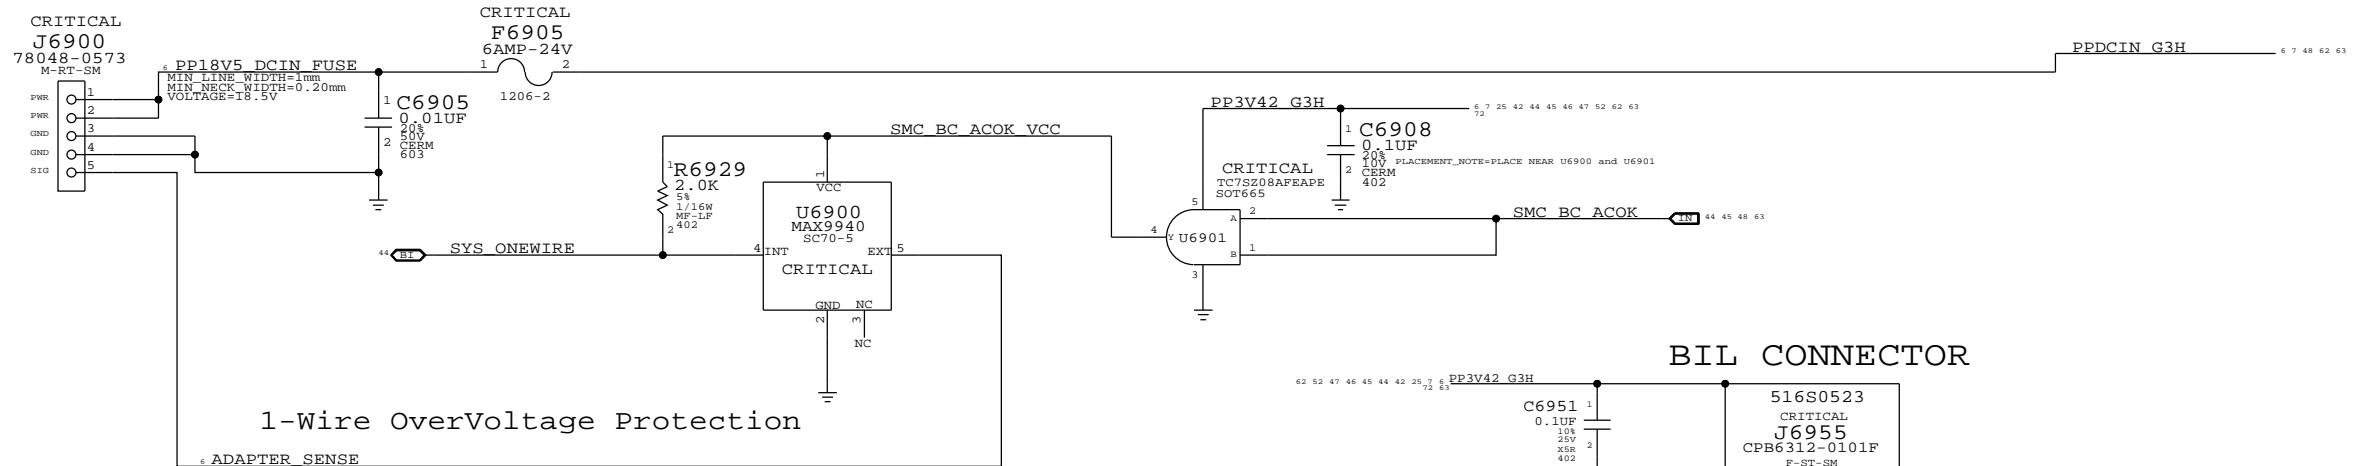 CRITICAL
J6900
78048-0573
M-RT-SM
PWR 1
PWR 2
GND 3
GND 4
SIG 5
6 PP18V5_DCIN_FUSE
MIN_LINE_WIDTH=1mm
MIN_NECK_WIDTH=0.20mm
VOLTAGE=18.5V
CRITICAL
F6905
6AMP-24V
1 2
1206-2
1
C6905
0.01UF
20%
50V
2 CERM
603
PPDCIN_G3H 6 7 48 62 63
PP3V42_G3H 6 7 25 42 44 45 46 47 52 62 63
72
1 C6908
0.1UF
20%
10V PLACEMENT_NOTE=PLACE NEAR U6900 and U6901
2 CERM
402
SMC_BC_ACOK_VCC
1
R6929
2.0K
5%
1/16W
MF-LF
2 402
1
VCC
U6900
MAX9940
SC70-5
4 INT EXT 5
CRITICAL
GND NC
2 3
NC
44 BI SYS_ONEWIRE
CRITICAL
TC7SZ08AFEAPE
SOT665
5
A 2
4 Y U6901
B 1
3
SMC_BC_ACOK IN 44 45 48 63
1-Wire OverVoltage Protection
6 ADAPTER_SENSE
BIL CONNECTOR
62 52 47 46 45 44 42 25 7 6 PP3V42_G3H
72 63
C6951 1
0.1UF
10%
25V
X5R 2
402
516S0523
CRITICAL
J6955
CPB6312-0101F
F-ST-SM